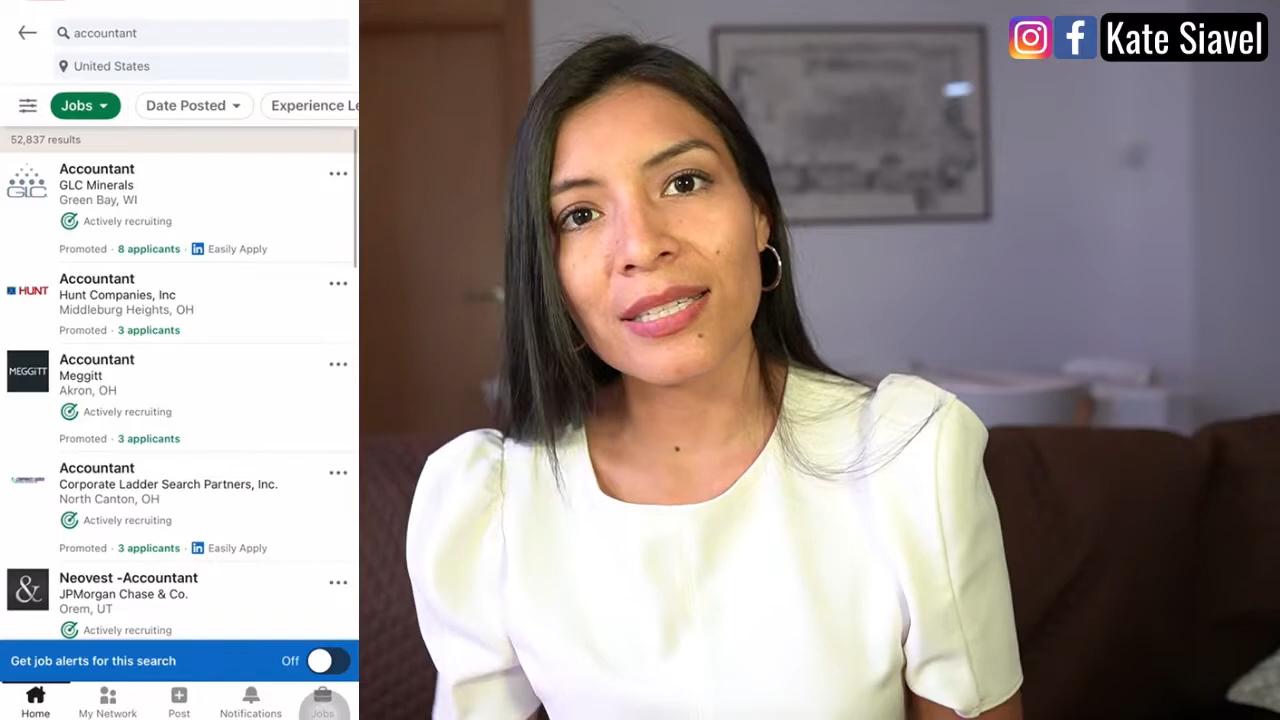 accountant
United States
Jobs
Date Posted
Experience Le
52,837 results
Accountant
GLC Minerals
Green Bay, WI
Actively recruiting
Promoted · 8 applicants · in Easily Apply
GLC
Accountant
Hunt Companies, Inc
Middleburg Heights, OH
Promoted · 3 applicants
HUNT
Accountant
Meggitt
Akron, OH
Actively recruiting
Promoted · 3 applicants
MEGGITT
Accountant
Corporate Ladder Search Partners, Inc.
North Canton, OH
Actively recruiting
Promoted · 3 applicants · in Easily Apply
Neovest -Accountant
JPMorgan Chase & Co.
Orem, UT
Actively recruiting
&
Get job alerts for this search
Off
Home
My Network
Post
Notifications
Jobs
f Kate Siavel